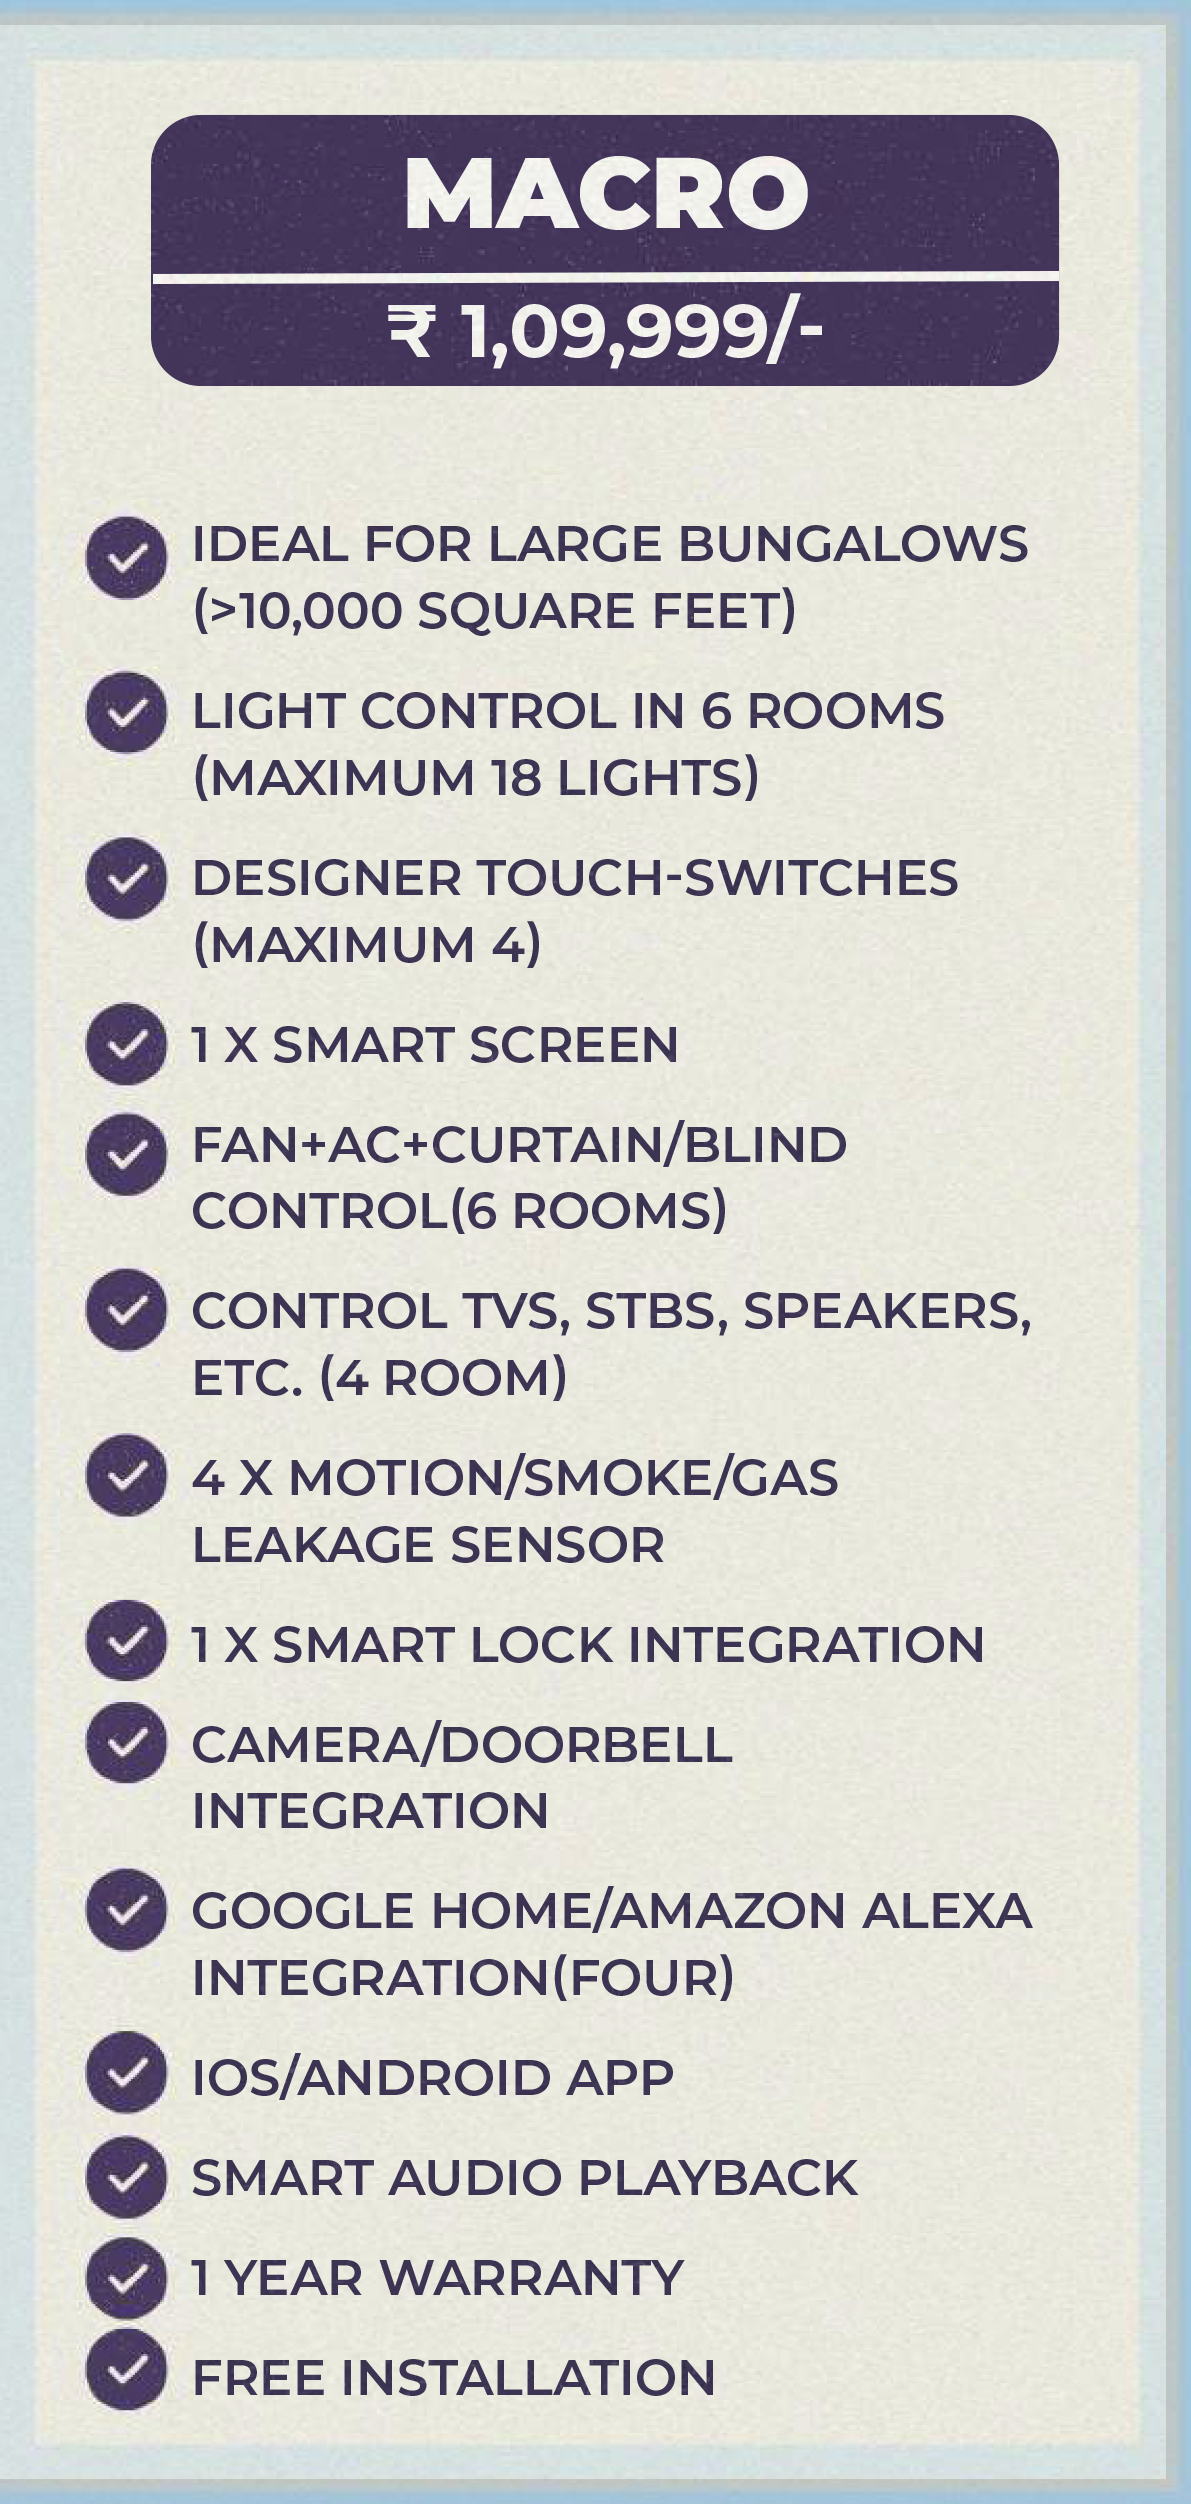 MACRO
₹ 1,09,999/-
IDEAL FOR LARGE BUNGALOWS
(>10,000 SQUARE FEET)
LIGHT CONTROL IN 6 ROOMS
(MAXIMUM 18 LIGHTS)
DESIGNER TOUCH-SWITCHES
(MAXIMUM 4)
1 X SMART SCREEN
FAN+AC+CURTAIN/BLIND
CONTROL(6 ROOMS)
CONTROL TVS, STBS, SPEAKERS,
ETC. (4 ROOM)
4 X MOTION/SMOKE/GAS
LEAKAGE SENSOR
1 X SMART LOCK INTEGRATION
CAMERA/DOORBELL
INTEGRATION
GOOGLE HOME/AMAZON ALEXA
INTEGRATION(FOUR)
IOS/ANDROID APP
SMART AUDIO PLAYBACK
1 YEAR WARRANTY
FREE INSTALLATION